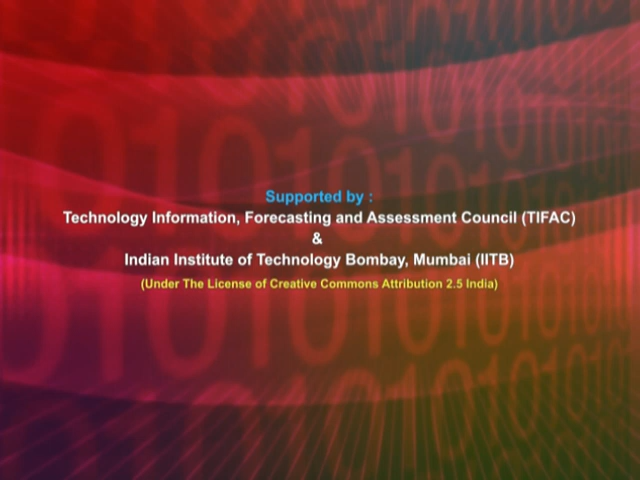 Supported by :
Technology Information, Forecasting and Assessment Council (TIFAC)
&
Indian Institute of Technology Bombay, Mumbai (IITB)
(Under The License of Creative Commons Attribution 2.5 India)